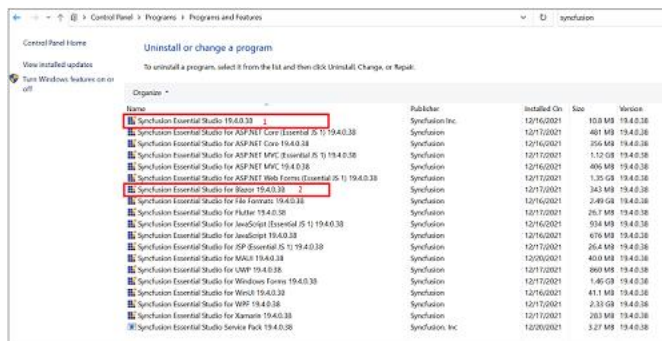 Control Panel > Programs > Programs and Features
syncfusion
Control Panel Home
View installed updates
Turn Windows features on or off
Uninstall or change a program
To uninstall a program, select it from the list and then click Uninstall, Change, or Repair.
Organize
Name Publisher Installed On Size Version
Syncfusion Essential Studio 19.4.0.38 1 Syncfusion Inc. 12/16/2021 10.8 MB 19.4.0.38
Syncfusion Essential Studio for ASP.NET Core (Essential JS 1) 19.4.0.38 Syncfusion 12/17/2021 481 MB 19.4.0.38
Syncfusion Essential Studio for ASP.NET Core 19.4.0.38 Syncfusion 12/16/2021 356 MB 19.4.0.38
Syncfusion Essential Studio for ASP.NET MVC (Essential JS 1) 19.4.0.38 Syncfusion 12/17/2021 1.12 GB 19.4.0.38
Syncfusion Essential Studio for ASP.NET MVC 19.4.0.38 Syncfusion 12/16/2021 406 MB 19.4.0.38
Syncfusion Essential Studio for ASP.NET Web Forms (Essential JS 1) 19.4.0.38 Syncfusion 12/17/2021 1.35 GB 19.4.0.38
Syncfusion Essential Studio for Blazor 19.4.0.38 2 Syncfusion 12/17/2021 343 MB 19.4.0.38
Syncfusion Essential Studio for File Formats 19.4.0.38 Syncfusion 12/16/2021 2.49 GB 19.4.0.38
Syncfusion Essential Studio for Flutter 19.4.0.38 Syncfusion 12/17/2021 26.7 MB 19.4.0.38
Syncfusion Essential Studio for JavaScript (Essential JS 1) 19.4.0.38 Syncfusion 12/16/2021 934 MB 19.4.0.38
Syncfusion Essential Studio for JavaScript 19.4.0.38 Syncfusion 12/16/2021 676 MB 19.4.0.38
Syncfusion Essential Studio for JSP (Essential JS 1) 19.4.0.38 Syncfusion 12/17/2021 26.4 MB 19.4.0.38
Syncfusion Essential Studio for MAUI 19.4.0.38 Syncfusion 12/20/2021 40.0 MB 19.4.0.38
Syncfusion Essential Studio for UWP 19.4.0.38 Syncfusion 12/17/2021 860 MB 19.4.0.38
Syncfusion Essential Studio for Windows Forms 19.4.0.38 Syncfusion 12/17/2021 1.46 GB 19.4.0.38
Syncfusion Essential Studio for WinUI 19.4.0.38 Syncfusion 12/16/2021 41.1 MB 19.4.0.38
Syncfusion Essential Studio for WPF 19.4.0.38 Syncfusion 12/17/2021 2.33 GB 19.4.0.38
Syncfusion Essential Studio for Xamarin 19.4.0.38 Syncfusion 12/17/2021 283 MB 19.4.0.38
Syncfusion Essential Studio Service Pack 19.4.0.38 Syncfusion, Inc 12/20/2021 3.27 MB 19.4.0.38